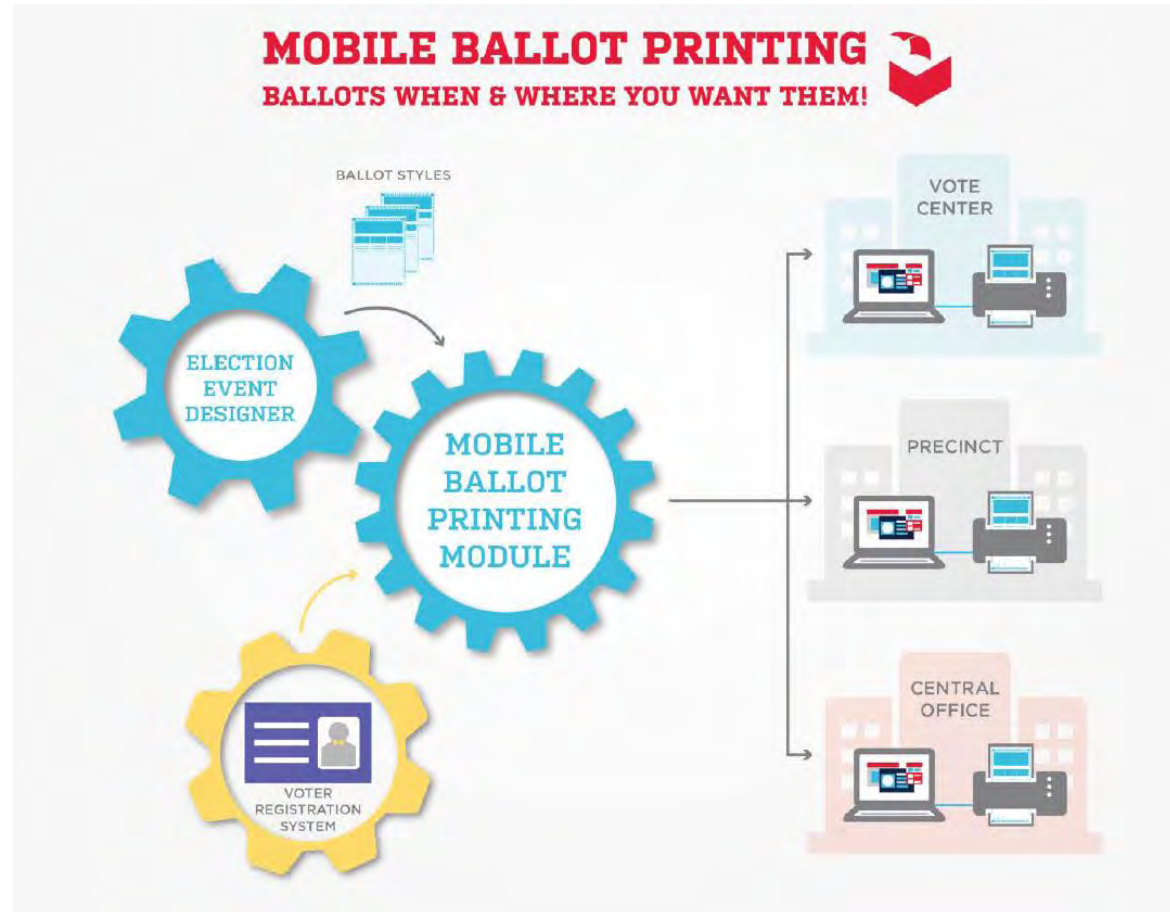 MOBILE BALLOT PRINTING
BALLOTS WHEN & WHERE YOU WANT THEM!
BALLOT STYLES
ELECTION
EVENT
DESIGNER
MOBILE
BALLOT
PRINTING
MODULE
VOTER
REGISTRATION
SYSTEM
VOTE
CENTER
PRECINCT
CENTRAL
OFFICE